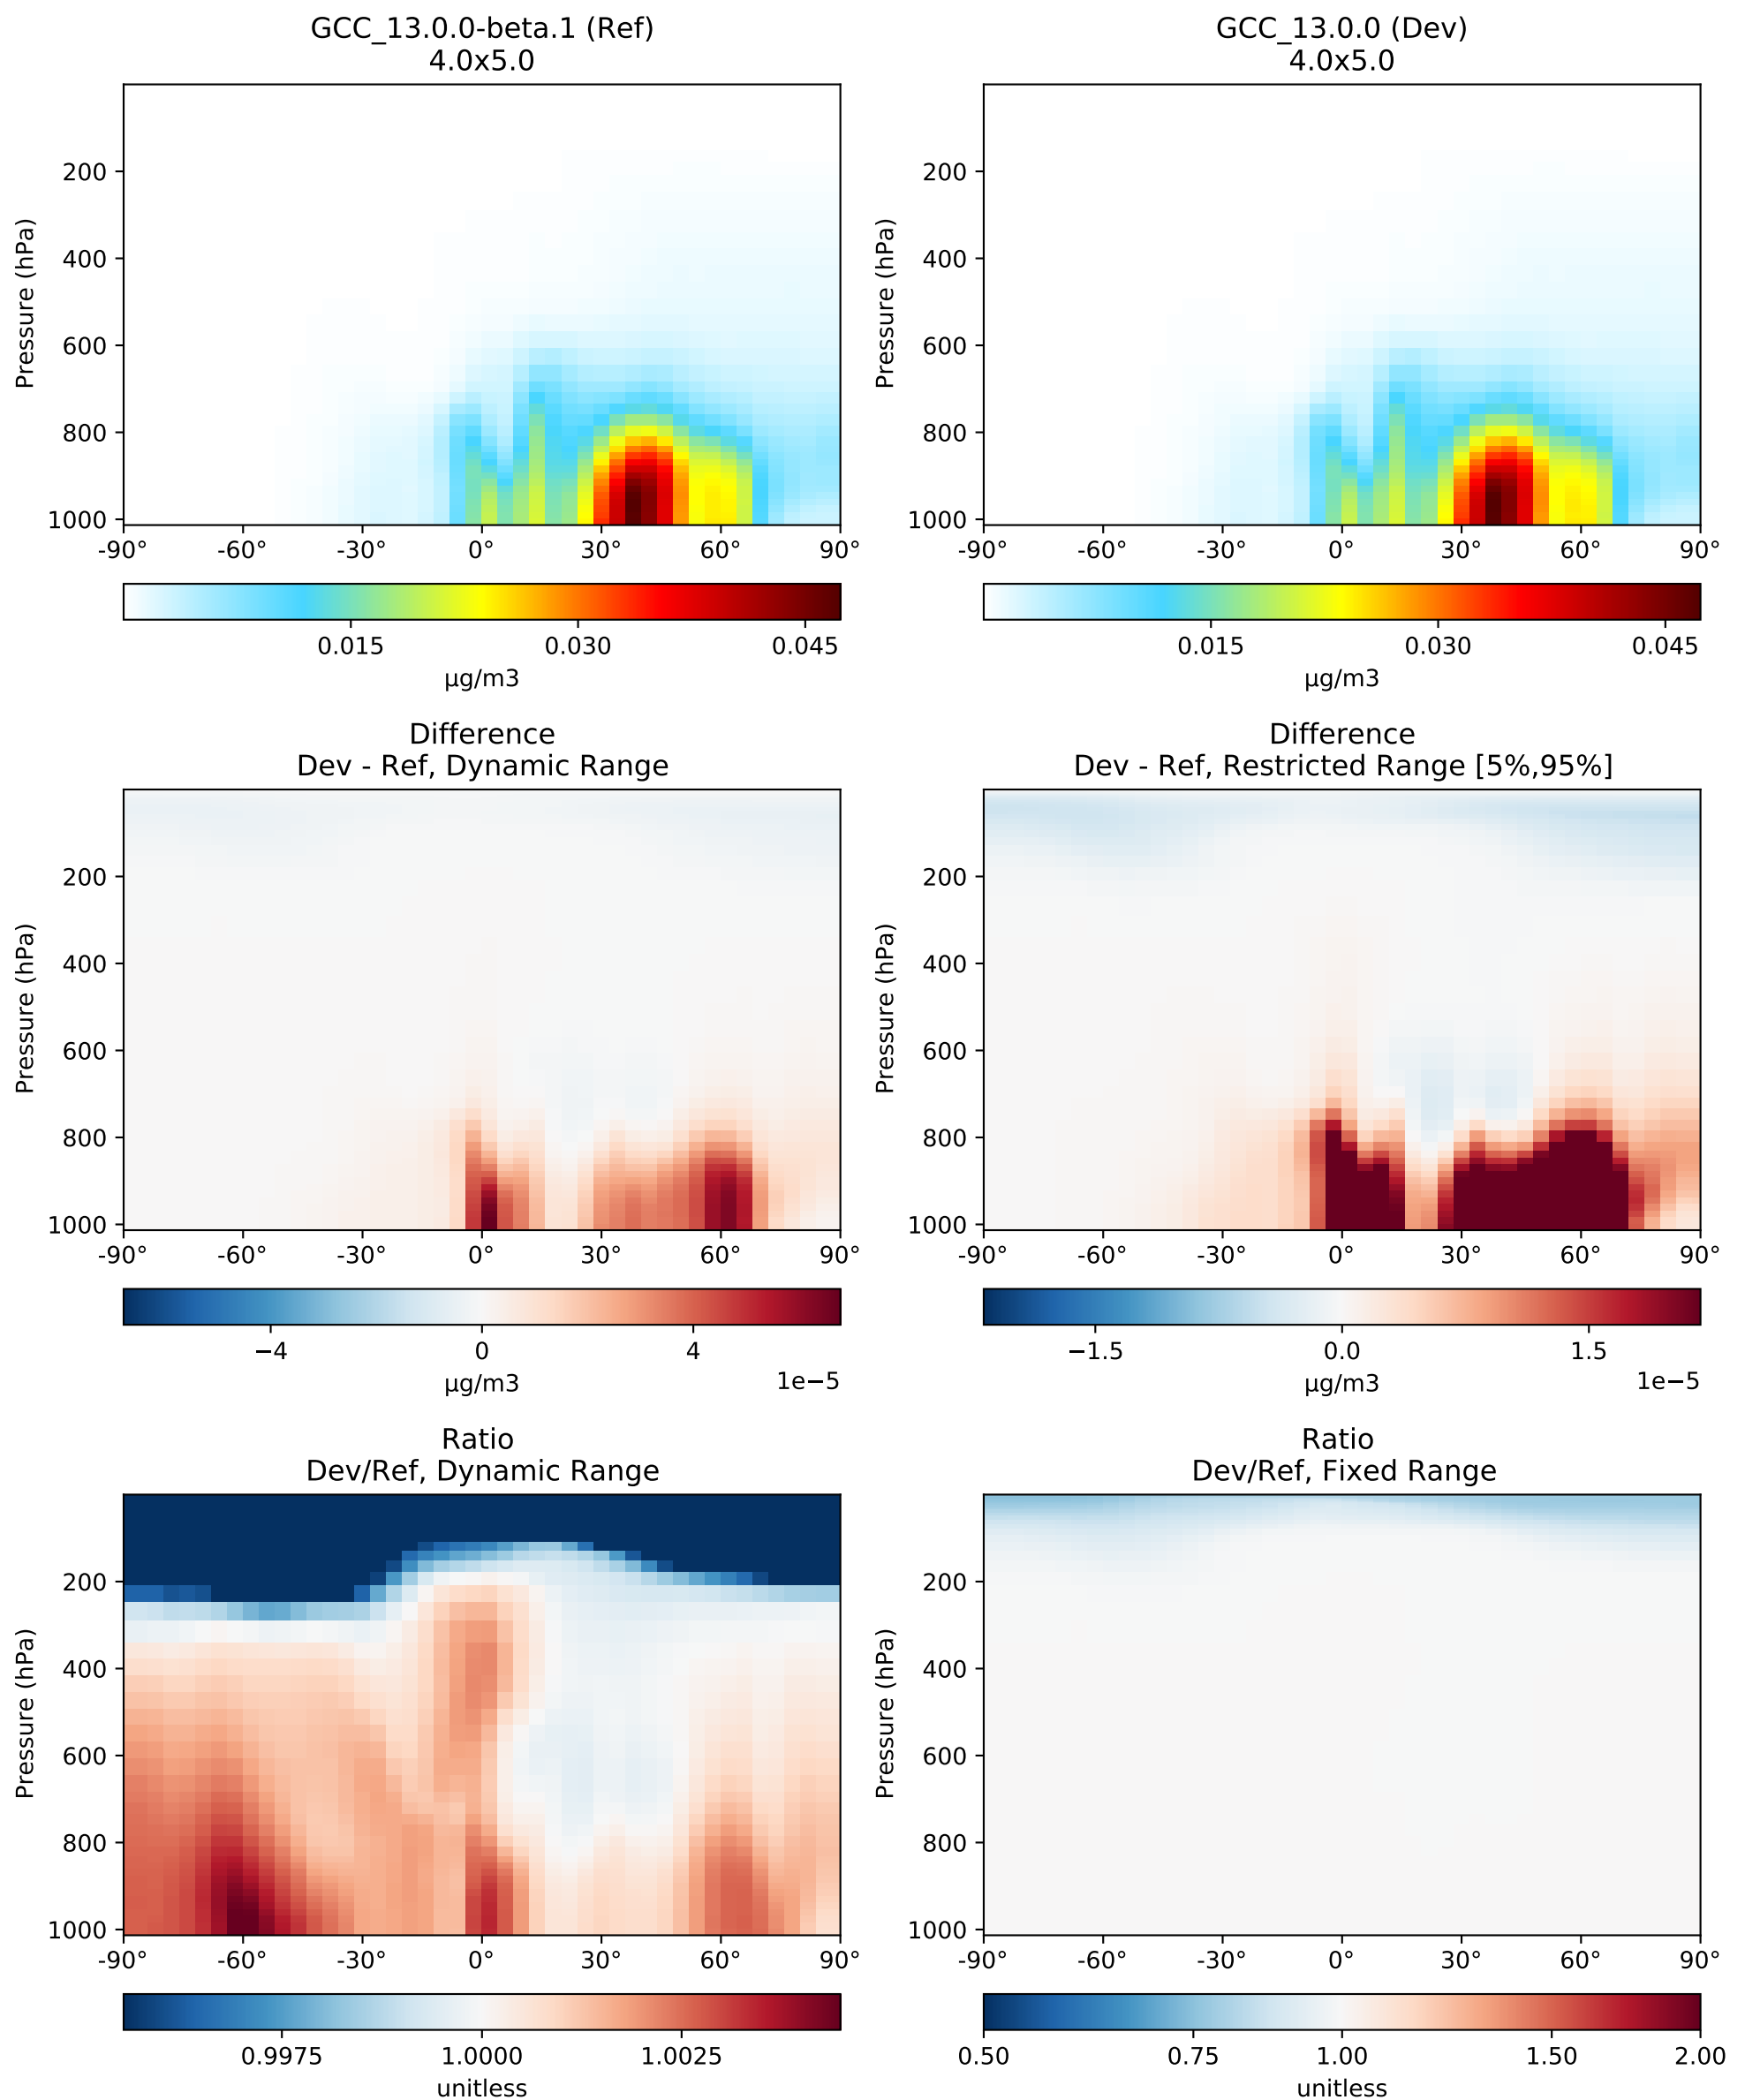 GCC_13.0.0-beta.1 (Ref)
4.0x5.0
Pressure (hPa)
200
400
600
800
1000
-90° -60° -30° 0° 30° 60° 90°
0.015 0.030 0.045
µg/m3
GCC_13.0.0 (Dev)
4.0x5.0
Pressure (hPa)
200
400
600
800
1000
-90° -60° -30° 0° 30° 60° 90°
0.015 0.030 0.045
µg/m3
Difference
Dev - Ref, Dynamic Range
Pressure (hPa)
200
400
600
800
1000
-90° -60° -30° 0° 30° 60° 90°
−4 0 4
µg/m3 1e−5
Difference
Dev - Ref, Restricted Range [5%,95%]
Pressure (hPa)
200
400
600
800
1000
-90° -60° -30° 0° 30° 60° 90°
−1.5 0.0 1.5
µg/m3 1e−5
Ratio
Dev/Ref, Dynamic Range
Pressure (hPa)
200
400
600
800
1000
-90° -60° -30° 0° 30° 60° 90°
0.9975 1.0000 1.0025
unitless
Ratio
Dev/Ref, Fixed Range
Pressure (hPa)
200
400
600
800
1000
-90° -60° -30° 0° 30° 60° 90°
0.50 0.75 1.00 1.50 2.00
unitless